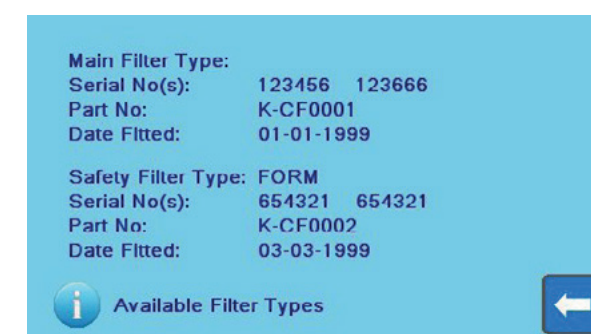 Main Filter Type:
Serial No(s): 123456 123666
Part No: K-CF0001
Date Fitted: 01-01-1999
Safety Filter Type: FORM
Serial No(s): 654321 654321
Part No: K-CF0002
Date Fitted: 03-03-1999
i Available Filter Types